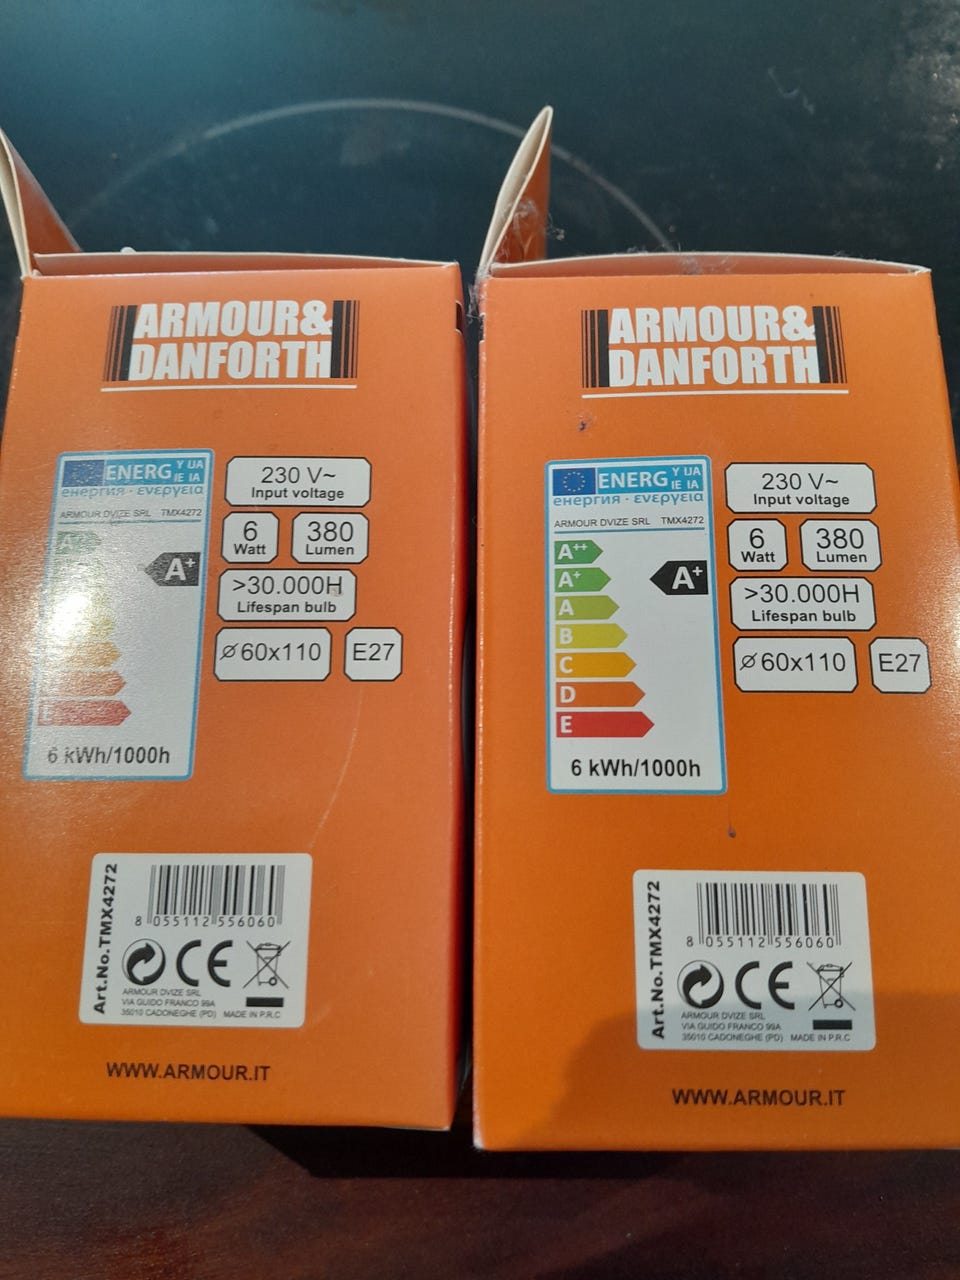 ARMOUR&
DANFORTH
ENERG Y UA
IE IA
енергия · ενεργεια
ARMOUR DVIZE SRL TMX4272
A++
A+
6 kWh/1000h
230 V~
Input voltage
6
Watt
380
Lumen
>30.000H
Lifespan bulb
⌀60x110
E27
Art.No.TMX4272
8 055112 556060
CE
ARMOUR DVIZE SRL
VIA GUIDO FRANCO 99A
35010 CADONEGHE (PD) MADE IN P.R.C
WWW.ARMOUR.IT
ARMOUR&
DANFORTH
ENERG Y UA
IE IA
енергия · ενεργεια
ARMOUR DVIZE SRL TMX4272
A++
A+
A
B
C
D
E
A+
6 kWh/1000h
230 V~
Input voltage
6
Watt
380
Lumen
>30.000H
Lifespan bulb
⌀60x110
E27
Art.No.TMX4272
8 055112 556060
CE
ARMOUR DVIZE SRL
VIA GUIDO FRANCO 99A
35010 CADONEGHE (PD) MADE IN P.R.C
WWW.ARMOUR.IT